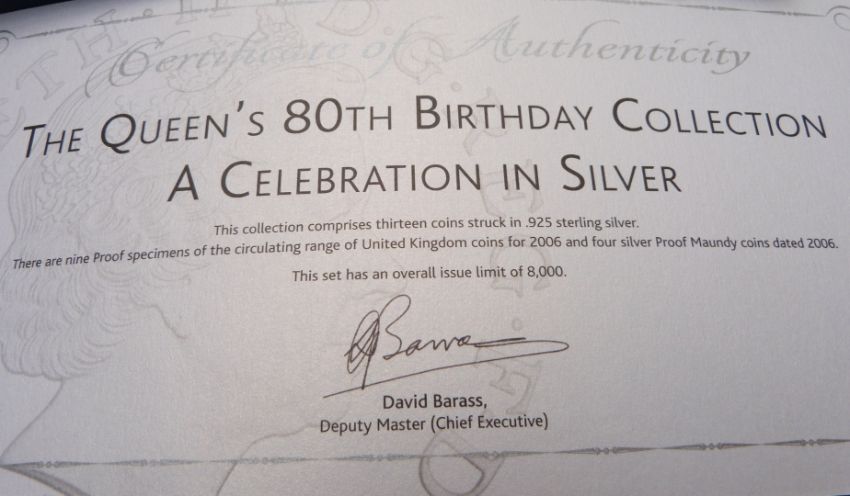 Certificate of Authenticity
THE QUEEN'S 80TH BIRTHDAY COLLECTION
A CELEBRATION IN SILVER
This collection comprises thirteen coins struck in .925 sterling silver.
There are nine Proof specimens of the circulating range of United Kingdom coins for 2006 and four silver Proof Maundy coins dated 2006.
This set has an overall issue limit of 8,000.
David Barass,
Deputy Master (Chief Executive)